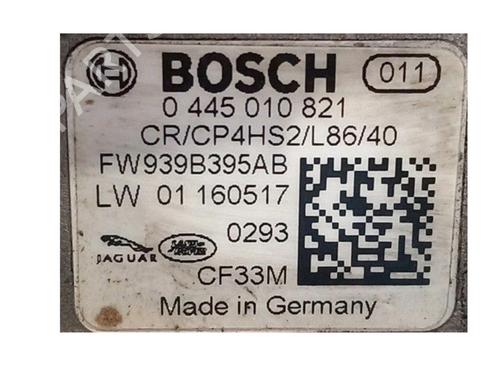 BOSCH 011
0 445 010 821
CR/CP4HS2/L86/40
FW939B395AB
LW 01 160517
0293
JAGUAR
CF33M
Made in Germany